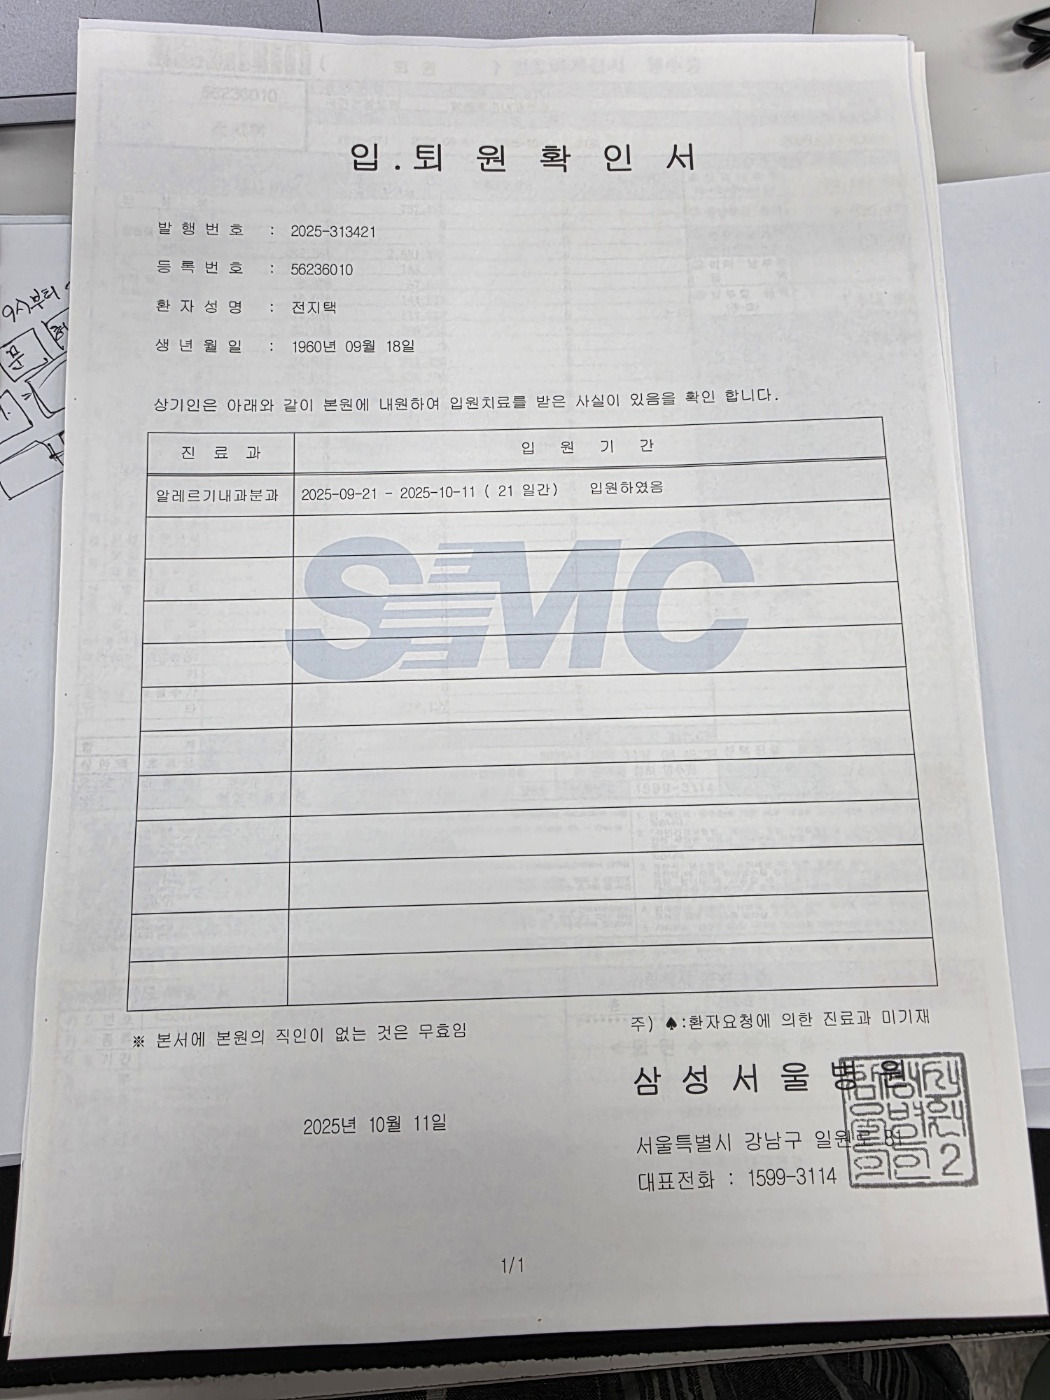 입.퇴 원 확 인 서
발 행 번 호 : 2025-313421
등 록 번 호 : 56236010
환 자 성 명 : 전지택
생 년 월 일 : 1960년 09월 18일
상기인은 아래와 같이 본원에 내원하여 입원치료를 받은 사실이 있음을 확인 합니다.
진 료 과 입 원 기 간
알레르기내과분과 2025-09-21 - 2025-10-11 ( 21 일간) 입원하였음
SMC
※ 본서에 본원의 직인이 없는 것은 무효임
주) ♠:환자요청에 의한 진료과 미기재
삼 성 서 울 병 원
2025년 10월 11일
서울특별시 강남구 일원로 81
대표전화 : 1599-3114
1/1
9시부터